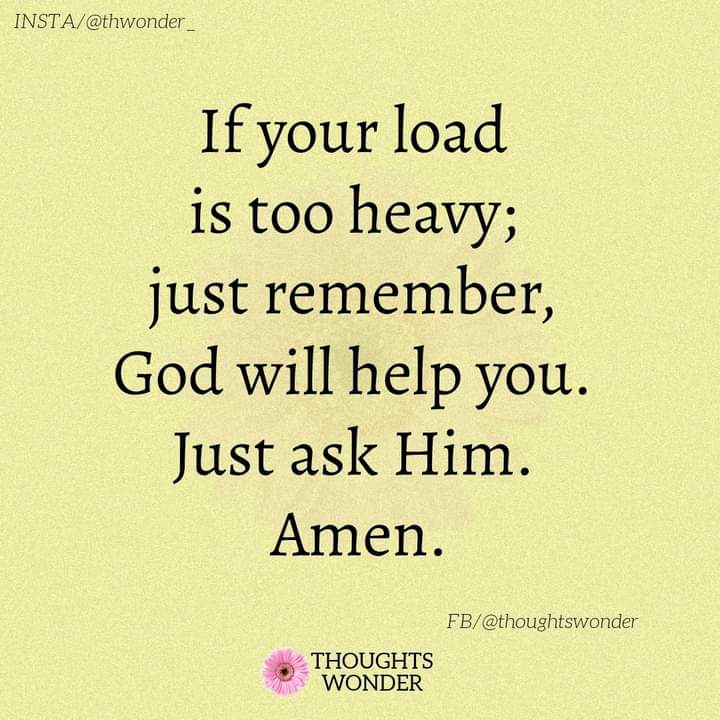 INSTA/@thwonder_
If your load
is too heavy;
just remember,
God will help you.
Just ask Him.
Amen.
FB/@thoughtswonder
THOUGHTS
WONDER